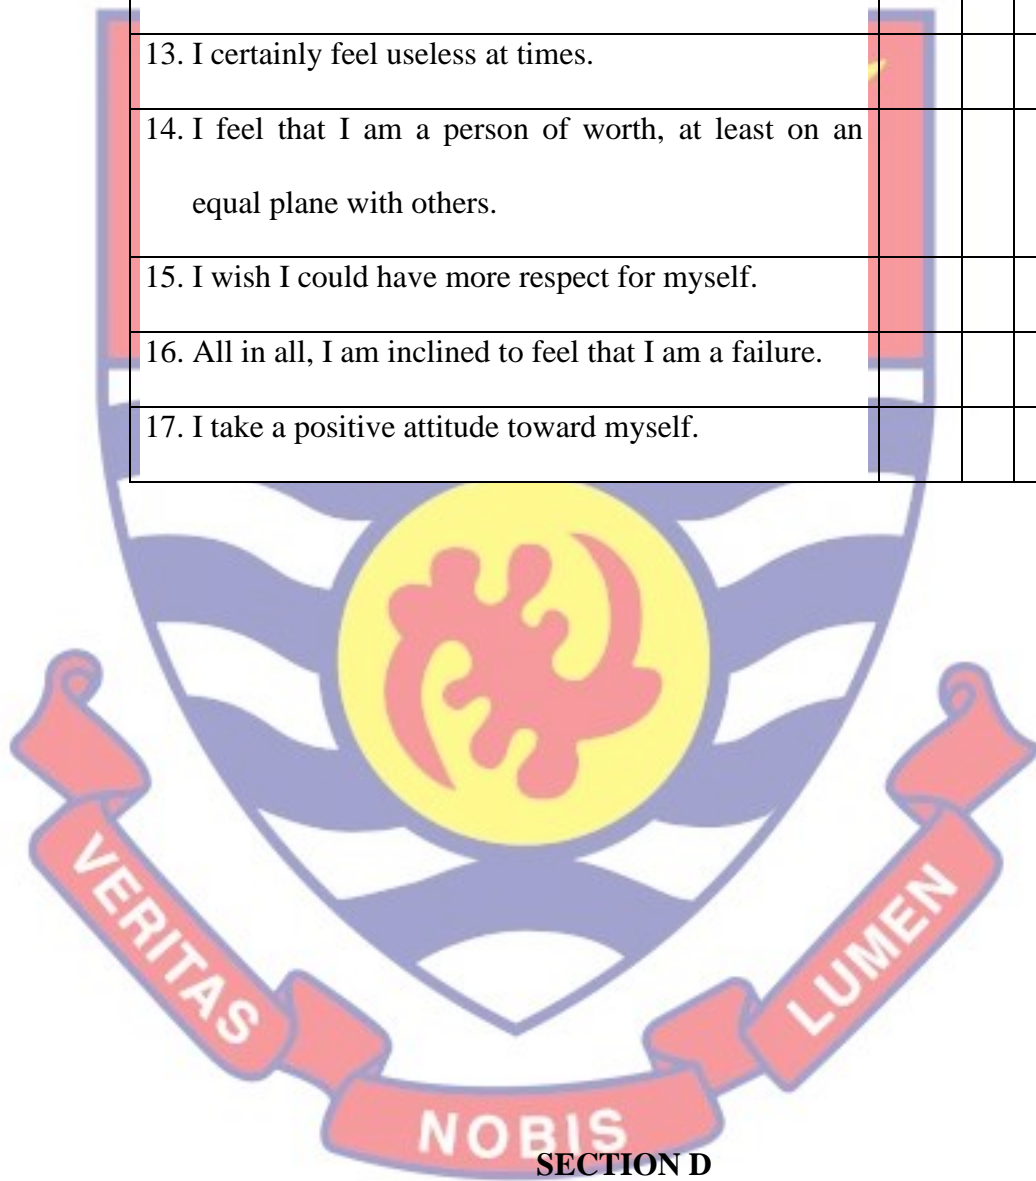 13. I certainly feel useless at times.
14. I feel that I am a person of worth, at least on an
equal plane with others.
15. I wish I could have more respect for myself.
16. All in all, I am inclined to feel that I am a failure.
17. I take a positive attitude toward myself.
VERITAS
NOBIS
LUMEN
SECTION D